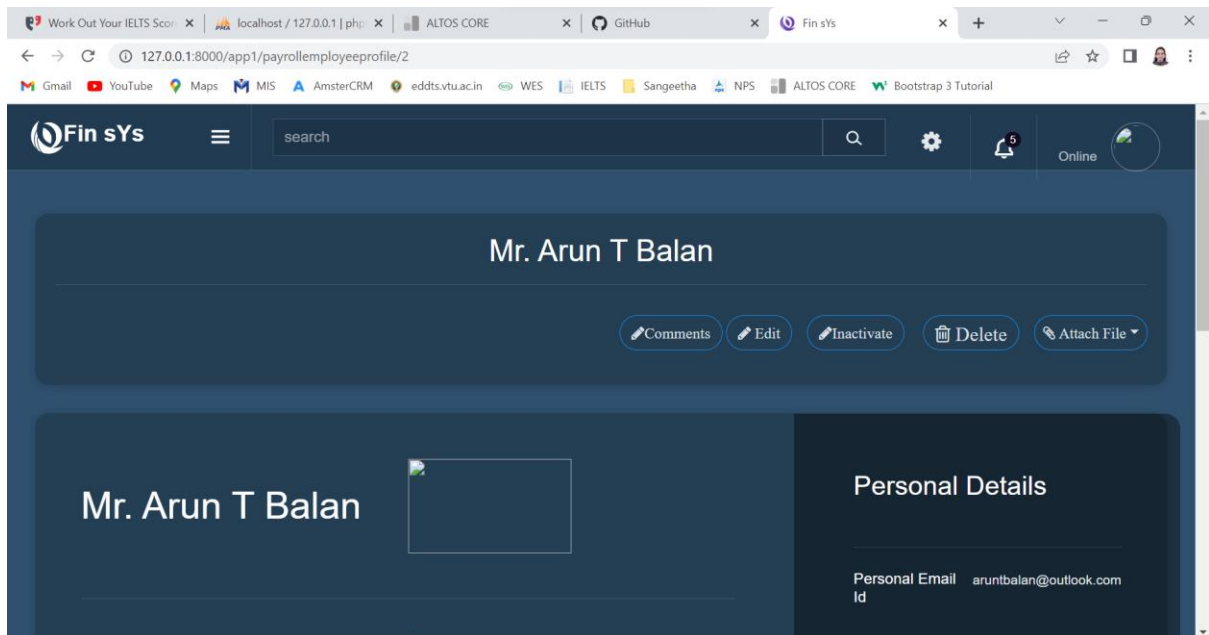 Work Out Your IELTS Scor
localhost / 127.0.0.1 | php
ALTOS CORE
GitHub
Fin sYs
127.0.0.1:8000/app1/payrollemployeeprofile/2
Gmail YouTube Maps MIS AmsterCRM eddts.vtu.ac.in WES IELTS Sangeetha NPS ALTOS CORE Bootstrap 3 Tutorial
Fin sYs
search
5
Online
Mr. Arun T Balan
Comments Edit Inactivate Delete Attach File
Mr. Arun T Balan
Personal Details
Personal Email aruntbalan@outlook.com
Id